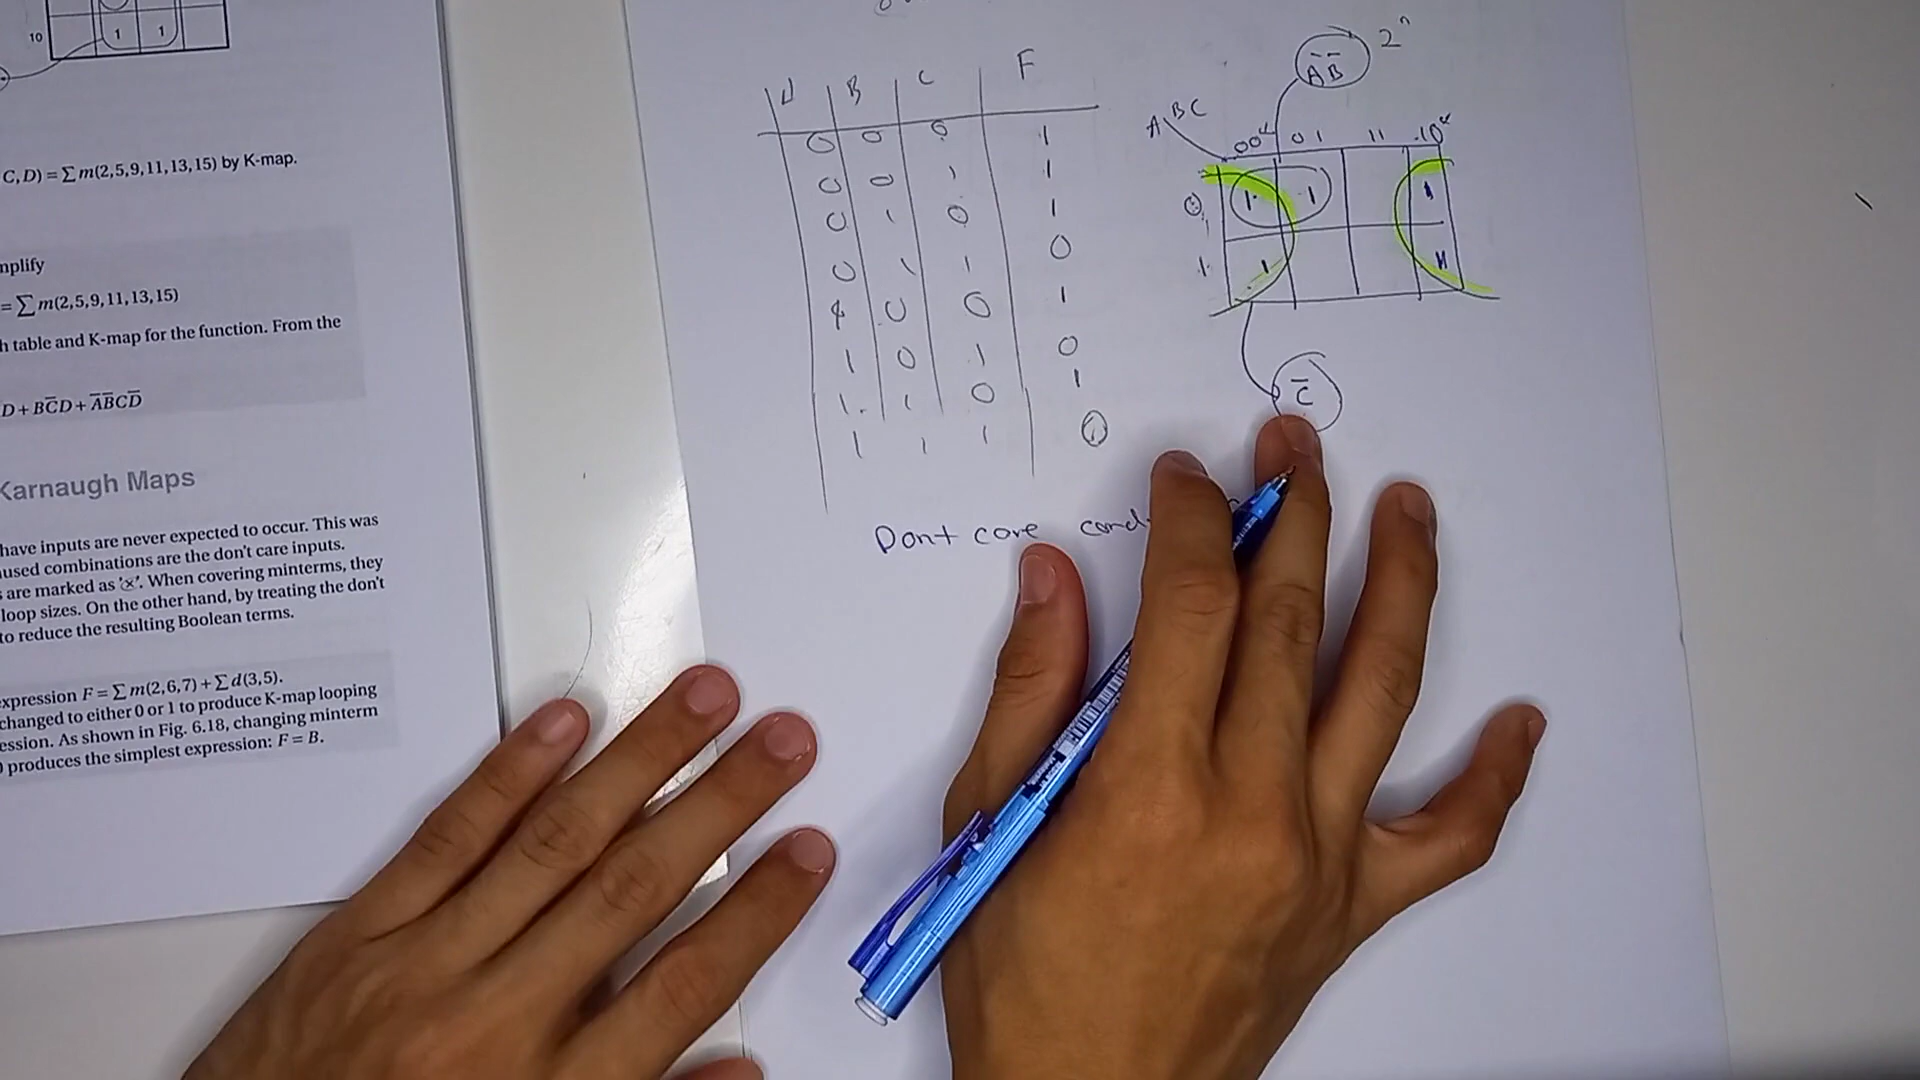 10
1 1
C, D) = ∑ m(2,5,9,11,13,15) by K-map.
mplify
= ∑ m(2,5,9,11,13,15)
h table and K-map for the function. From the
D + BC̅D + A̅B̅CD̅
Karnaugh Maps
have inputs are never expected to occur. This was
used combinations are the don't care inputs.
are marked as 'x'. When covering minterms, they
loop sizes. On the other hand, by treating the don't
to reduce the resulting Boolean terms.
expression F = ∑ m(2,6,7) + ∑ d(3,5).
changed to either 0 or 1 to produce K-map looping
ession. As shown in Fig. 6.18, changing minterm
produces the simplest expression: F = B.
A B C F
0 0 0 1
0 0 1 1
0 1 0 1
0 1 1 0
1 0 0 1
1 0 1 0
1 1 0 1
1 1 1 0
A̅B̅ 2ⁿ
A BC
00 01 11 10
0 1 1 1
1 1 1
C̅
Dont care cond